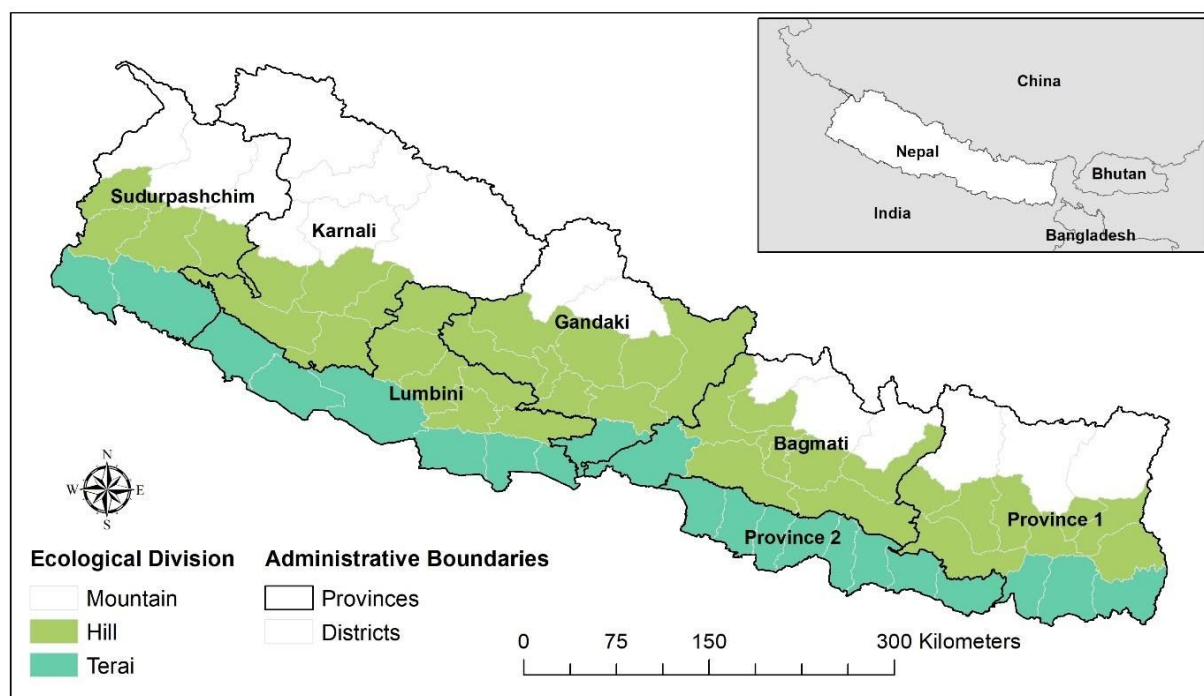 China
Nepal
Bhutan
India
Bangladesh
Sudurpashchim
Karnali
Gandaki
Lumbini
Bagmati
Province 1
Province 2
N
W E
S
Ecological Division
Mountain
Hill
Terai
Administrative Boundaries
Provinces
Districts
0 75 150 300 Kilometers